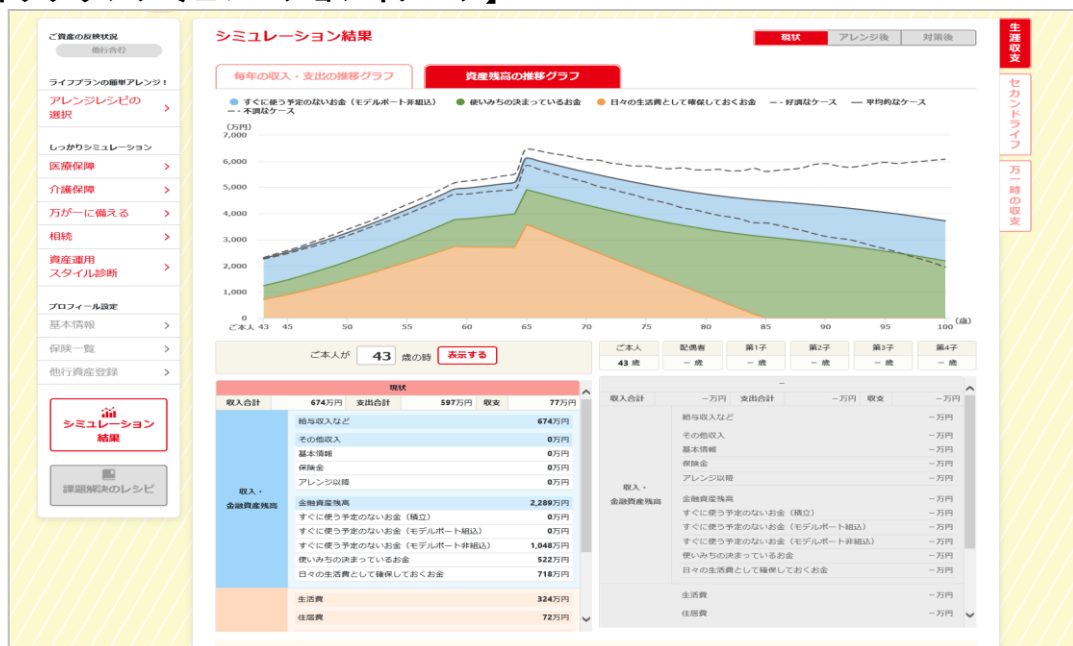 ご資産の反映状況
他行含む
ライフプランの簡単アレンジ！
アレンジレシピの
選択
しっかりシミュレーション
医療保障
介護保障
万が一に備える
相続
資産運用
スタイル診断
プロフィール設定
基本情報
保険一覧
他行資産登録
シミュレーション
結果
課題解決のレシピ
シミュレーション結果
現状 アレンジ後 対策後
毎年の収入・支出の推移グラフ 資産残高の推移グラフ
すぐに使う予定のないお金（モデルポート非組込） 使いみちの決まっているお金 日々の生活費として確保しておくお金 好調なケース 平均的なケース
不調なケース
(万円)
7,000
6,000
5,000
4,000
3,000
2,000
1,000
0
ご本人 43 45 50 55 60 65 70 75 80 85 90 95 100 (歳)
ご本人が 43 歳の時 表示する
ご本人 配偶者 第1子 第2子 第3子 第4子
43 歳 － 歳 － 歳 － 歳 － 歳 － 歳
現状
収入合計 674万円 支出合計 597万円 収支 77万円
収入・
金融資産残高
給与収入など 674万円
その他収入 0万円
基本情報 0万円
保険金 0万円
アレンジ以降 0万円
金融資産残高 2,289万円
すぐに使う予定のないお金（積立） 0万円
すぐに使う予定のないお金（モデルポート組込） 0万円
すぐに使う予定のないお金（モデルポート非組込） 1,048万円
使いみちの決まっているお金 522万円
日々の生活費として確保しておくお金 718万円
生活費 324万円
住居費 72万円
－
収入合計 －万円 支出合計 －万円 収支 －万円
収入・
金融資産残高
給与収入など －万円
その他収入 －万円
基本情報 －万円
保険金 －万円
アレンジ以降 －万円
金融資産残高 －万円
すぐに使う予定のないお金（積立） －万円
すぐに使う予定のないお金（モデルポート組込） －万円
すぐに使う予定のないお金（モデルポート非組込） －万円
使いみちの決まっているお金 －万円
日々の生活費として確保しておくお金 －万円
生活費 －万円
住居費 －万円
生涯収支
セカンドライフ
万一時の収支